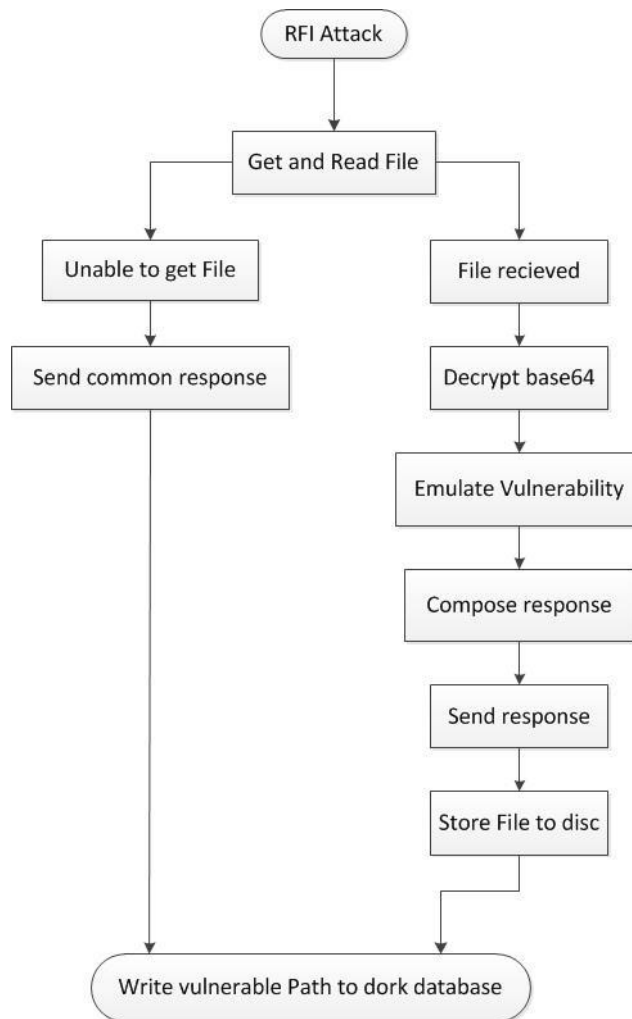 RFI Attack
Get and Read File
Unable to get File
File recieved
Send common response
Decrypt base64
Emulate Vulnerability
Compose response
Send response
Store File to disc
Write vulnerable Path to dork database